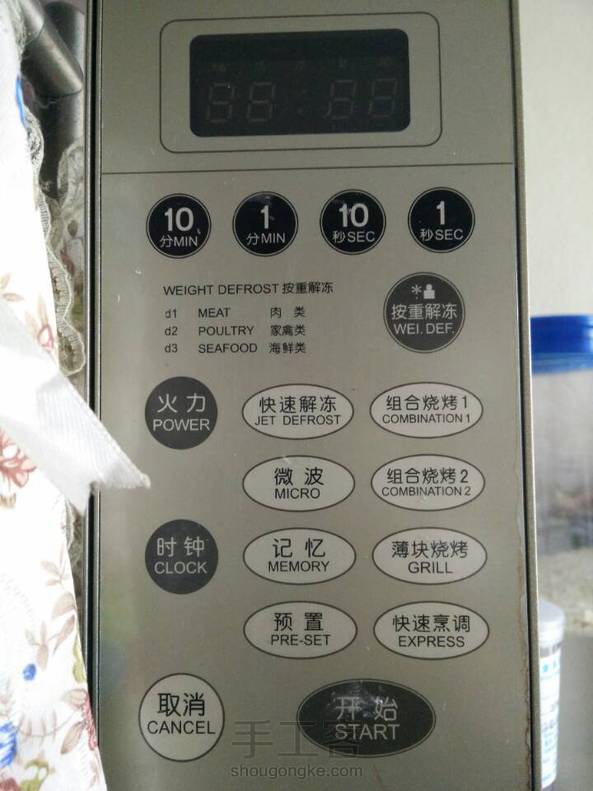 10
分MIN
1
分MIN
10
秒SEC
1
秒SEC
WEIGHT DEFROST 按重解冻
d1 MEAT 肉 类
d2 POULTRY 家禽类
d3 SEAFOOD 海鲜类
按重解冻
WEI. DEF.
火力
POWER
快速解冻
JET DEFROST
组合烧烤1
COMBINATION 1
微波
MICRO
组合烧烤2
COMBINATION 2
时钟
CLOCK
记忆
MEMORY
薄块烧烤
GRILL
预置
PRE-SET
快速烹调
EXPRESS
取消
CANCEL
开始
START
手工客
shougongke.com